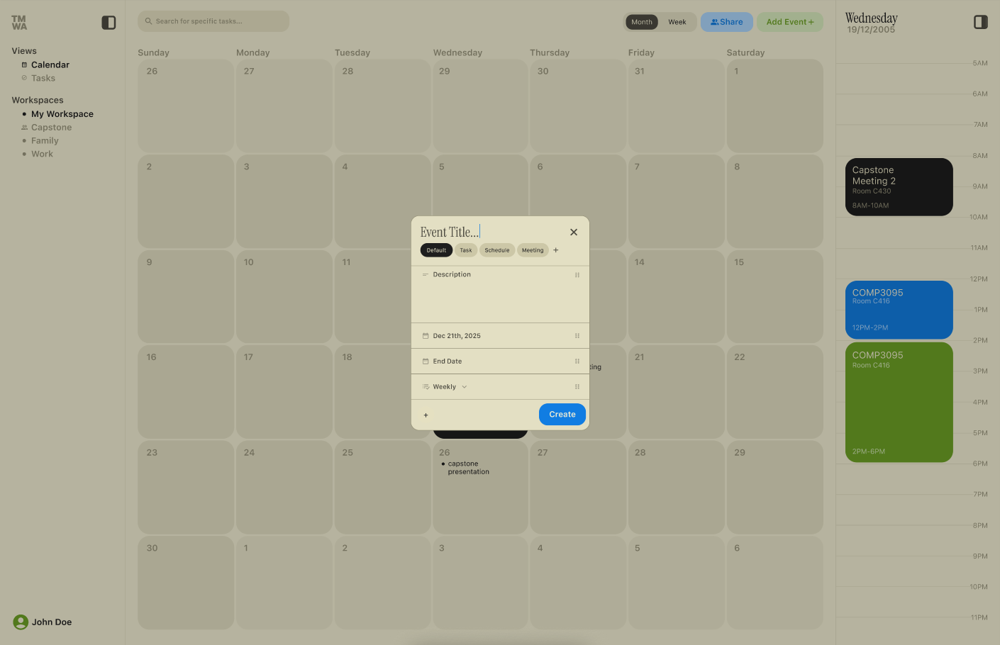 TM
WA
Views
Calendar
Tasks
Workspaces
My Workspace
Capstone
Family
Work
John Doe
Search for specific tasks...
Month
Week
Share
Add Event+
Sunday Monday Tuesday Wednesday Thursday Friday Saturday
26 27 28 29 30 31 1
2 3 4 5 6 7 8
9 10 11 14 15
16 17 18 21 22
23 24 25 26 27 28 29
capstone
presentation
30 1 2 3 4 5 6
Event Title...
Default Task Schedule Meeting +
Description
Dec 21th, 2025
End Date
Weekly
+
Create
Wednesday
19/12/2005
5AM
6AM
7AM
8AM
Capstone
Meeting 2
Room C430
8AM-10AM
9AM
10AM
11AM
12PM
COMP3095
Room C416
12PM-2PM
1PM
2PM
COMP3095
Room C416
2PM-6PM
3PM
4PM
5PM
6PM
7PM
8PM
9PM
10PM
11PM